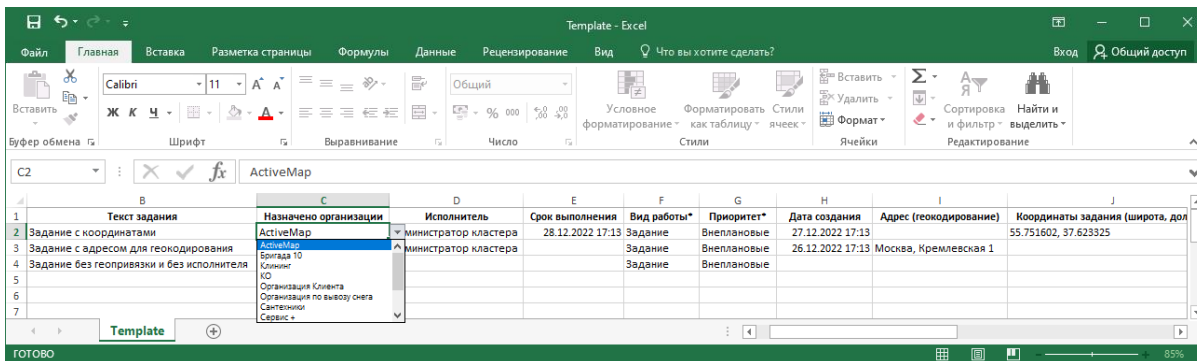 Template - Excel
Файл Главная Вставка Разметка страницы Формулы Данные Рецензирование Вид Что вы хотите сделать? Вход Общий доступ
Вставить
Calibri 11
Ж К Ч
Общий
% 000
Условное форматирование
Форматировать как таблицу
Стили ячеек
Вставить
Удалить
Формат
Сортировка и фильтр
Найти и выделить
Буфер обмена Шрифт Выравнивание Число Стили Ячейки Редактирование
C2 fx ActiveMap
B C D E F G H I J
1 Текст задания Назначено организации Исполнитель Срок выполнения Вид работы* Приоритет* Дата создания Адрес (геокодирование) Координаты задания (широта, дол
2 Задание с координатами ActiveMap министратор кластера 28.12.2022 17:13 Задание Внеплановые 27.12.2022 17:13 55.751602, 37.623325
3 Задание с адресом для геокодирования министратор кластера Задание Внеплановые 26.12.2022 17:13 Москва, Кремлевская 1
4 Задание без геопривязки и без исполнителя Задание Внеплановые
5
6
7
ActiveMap
Бригада 10
Клининг
КО
Организация Клиента
Организация по вывозу снега
Сантехники
Сервис +
Template
ГОТОВО 85%